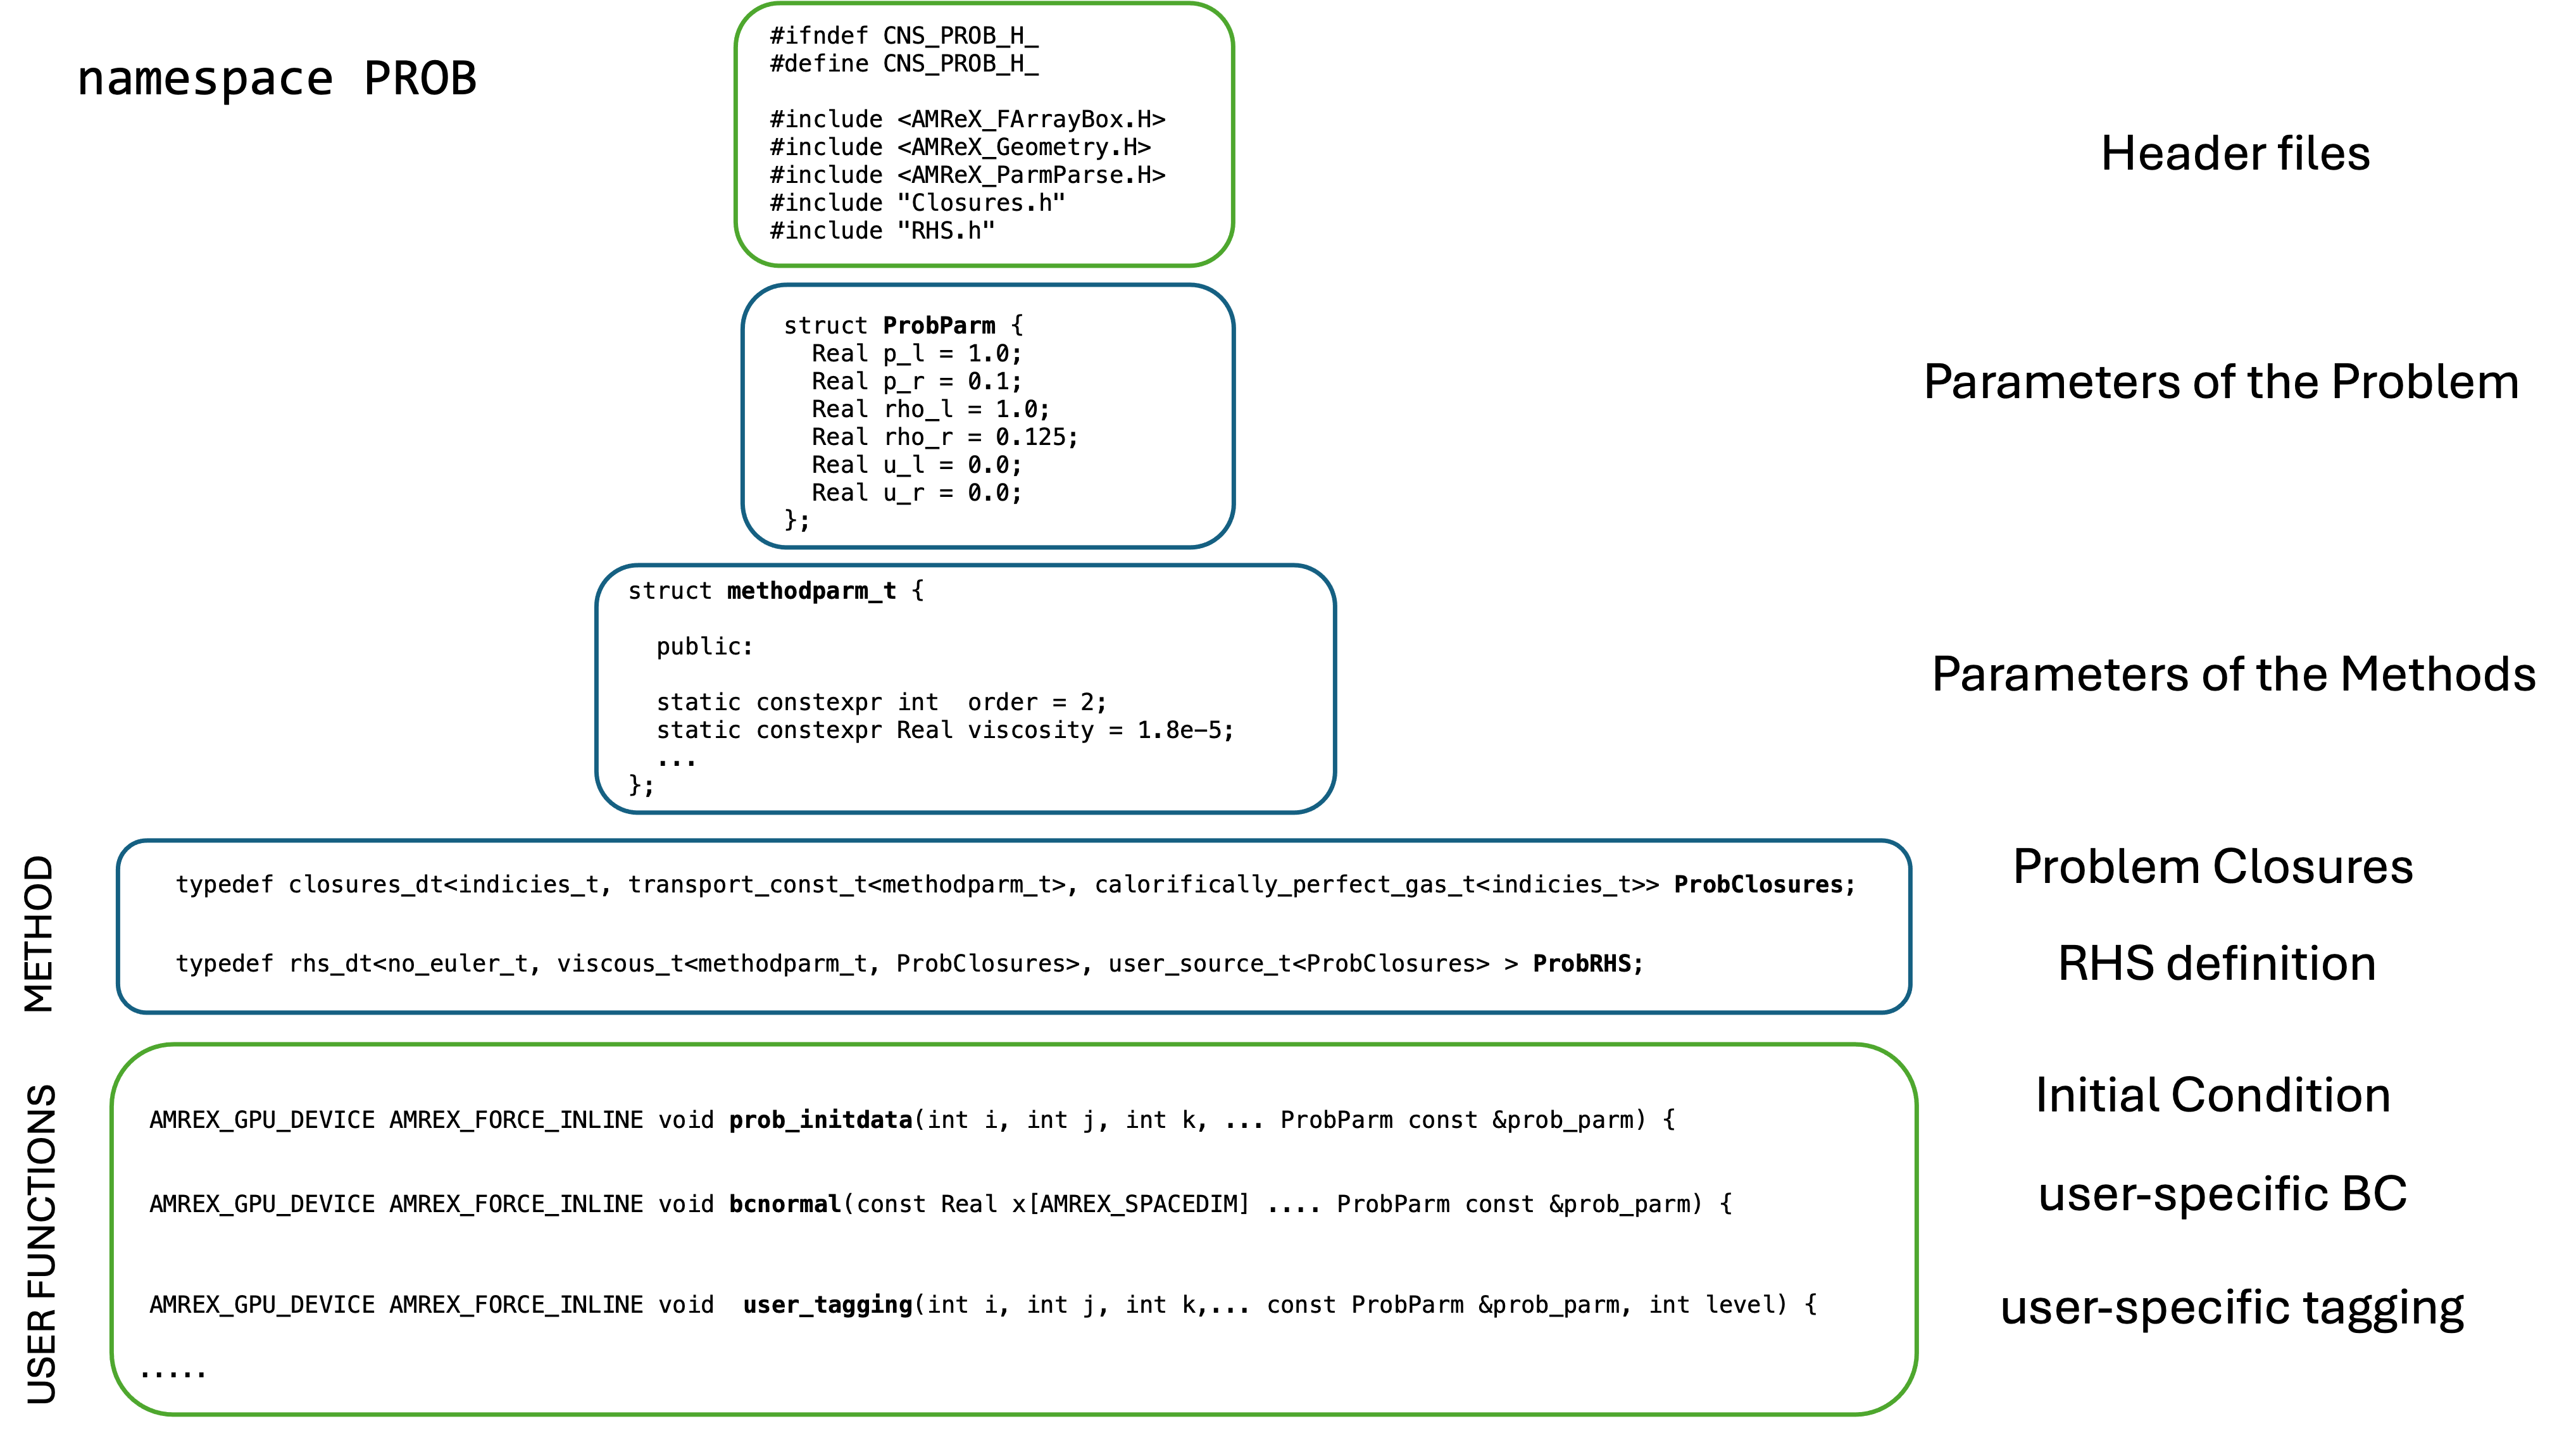 namespace PROB
#ifndef CNS_PROB_H_
#define CNS_PROB_H_
#include <AMReX_FArrayBox.H>
#include <AMReX_Geometry.H>
#include <AMReX_ParmParse.H>
#include "Closures.h"
#include "RHS.h"
Header files
struct ProbParm {
Real p_l = 1.0;
Real p_r = 0.1;
Real rho_l = 1.0;
Real rho_r = 0.125;
Real u_l = 0.0;
Real u_r = 0.0;
};
Parameters of the Problem
struct methodparm_t {
public:
static constexpr int  order = 2;
static constexpr Real viscosity = 1.8e−5;
...
};
Parameters of the Methods
METHOD
typedef closures_dt<indicies_t, transport_const_t<methodparm_t>, calorifically_perfect_gas_t<indicies_t>> ProbClosures;
Problem Closures
typedef rhs_dt<no_euler_t, viscous_t<methodparm_t, ProbClosures>, user_source_t<ProbClosures> > ProbRHS;
RHS definition
USER FUNCTIONS
AMREX_GPU_DEVICE AMREX_FORCE_INLINE void prob_initdata(int i, int j, int k, ... ProbParm const &prob_parm) {
Initial Condition
AMREX_GPU_DEVICE AMREX_FORCE_INLINE void bcnormal(const Real x[AMREX_SPACEDIM] .... ProbParm const &prob_parm) {
user-specific BC
AMREX_GPU_DEVICE AMREX_FORCE_INLINE void  user_tagging(int i, int j, int k,... const ProbParm &prob_parm, int level) {
user-specific tagging
.....